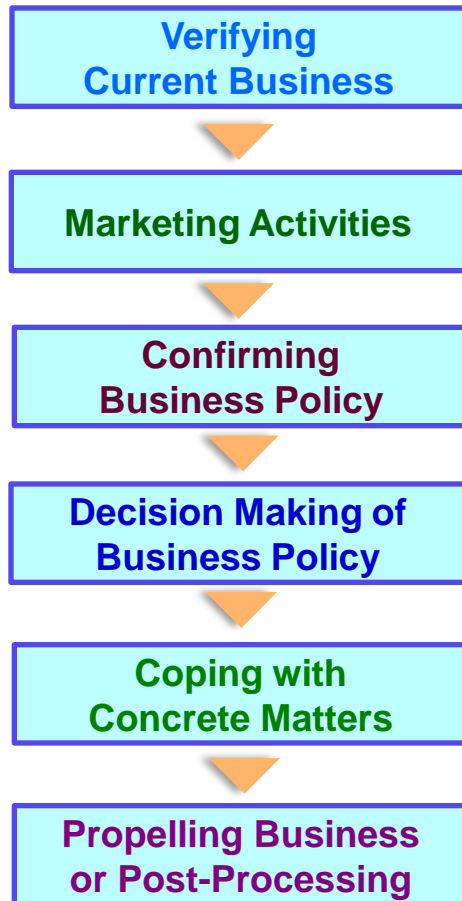 Verifying
Current Business
Marketing Activities
Confirming
Business Policy
Decision Making of
Business Policy
Coping with
Concrete Matters
Propelling Business
or Post-Processing